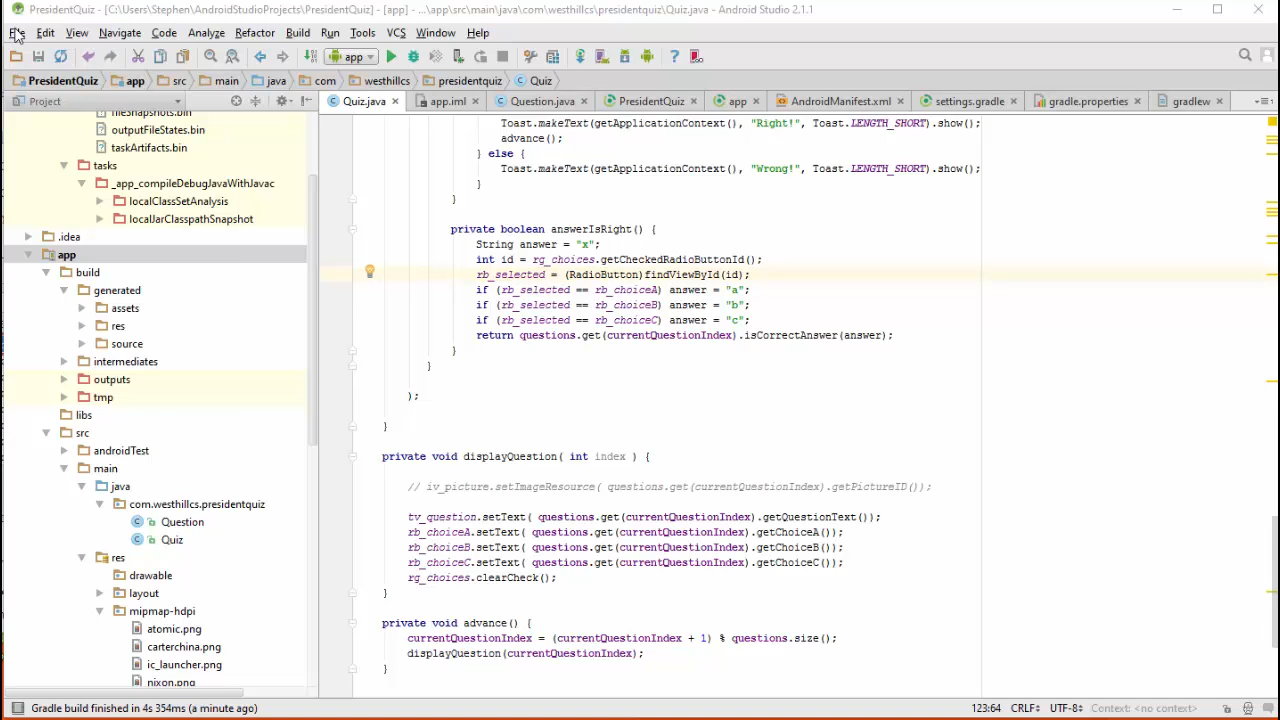 PresidentQuiz - [C:\Users\Stephen\AndroidStudioProjects\PresidentQuiz] - [app] - ...\app\src\main\java\com\westhillcs\presidentquiz\Quiz.java - Android Studio 2.1.1
File Edit View Navigate Code Analyze Refactor Build Run Tools VCS Window Help
app
PresidentQuiz app src main java com westhillcs presidentquiz Quiz
Project
Quiz.java app.iml Question.java PresidentQuiz app AndroidManifest.xml settings.gradle gradle.properties gradlew
fileSnapshots.bin
outputFileStates.bin
taskArtifacts.bin
tasks
_app_compileDebugJavaWithJavac
localClassSetAnalysis
localJarClasspathSnapshot
.idea
app
build
generated
assets
res
source
intermediates
outputs
tmp
libs
src
androidTest
main
java
com.westhillcs.presidentquiz
Question
Quiz
res
drawable
layout
mipmap-hdpi
atomic.png
carterchina.png
ic_launcher.png
nixon.png
Toast.makeText(getApplicationContext(), "Right!", Toast.LENGTH_SHORT).show();
advance();
} else {
Toast.makeText(getApplicationContext(), "Wrong!", Toast.LENGTH_SHORT).show();
}
}
private boolean answerIsRight() {
String answer = "x";
int id = rg_choices.getCheckedRadioButtonId();
rb_selected = (RadioButton)findViewById(id);
if (rb_selected == rb_choiceA) answer = "a";
if (rb_selected == rb_choiceB) answer = "b";
if (rb_selected == rb_choiceC) answer = "c";
return questions.get(currentQuestionIndex).isCorrectAnswer(answer);
}
}
);
}
private void displayQuestion( int index ) {
// iv_picture.setImageResource( questions.get(currentQuestionIndex).getPictureID());
tv_question.setText( questions.get(currentQuestionIndex).getQuestionText());
rb_choiceA.setText( questions.get(currentQuestionIndex).getChoiceA());
rb_choiceB.setText( questions.get(currentQuestionIndex).getChoiceB());
rb_choiceC.setText( questions.get(currentQuestionIndex).getChoiceC());
rg_choices.clearCheck();
}
private void advance() {
currentQuestionIndex = (currentQuestionIndex + 1) % questions.size();
displayQuestion(currentQuestionIndex);
}
Gradle build finished in 4s 354ms (a minute ago) 123:64 CRLF UTF-8 Context: <no context>